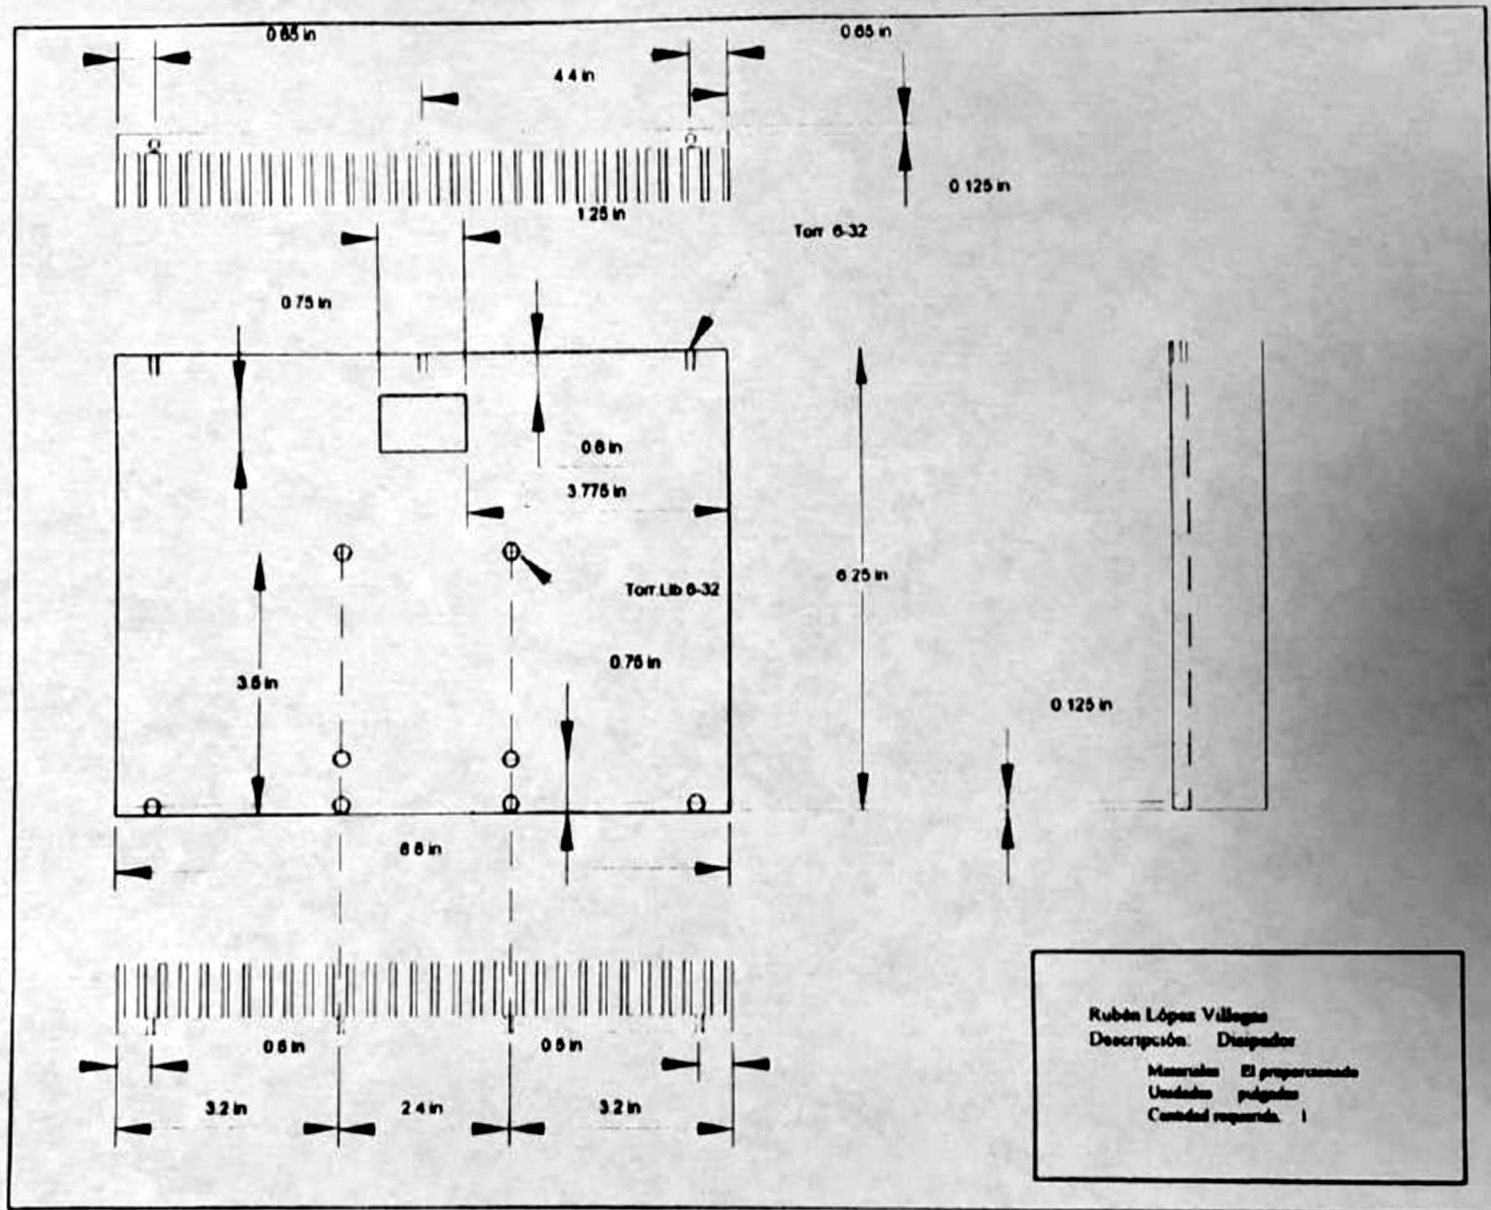 0.65 in
0.65 in
4.4 in
0.125 in
1.25 in
Torr 6-32
0.75 in
0.6 in
3.775 in
6.25 in
Torr.Lib 6-32
0.75 in
3.5 in
0.125 in
8.8 in
0.5 in
0.5 in
3.2 in
2.4 in
3.2 in
Rubén López Villegas
Descripción: Disipador
Materiales El proporcionado
Unidades pulgadas
Cantidad requerida. 1